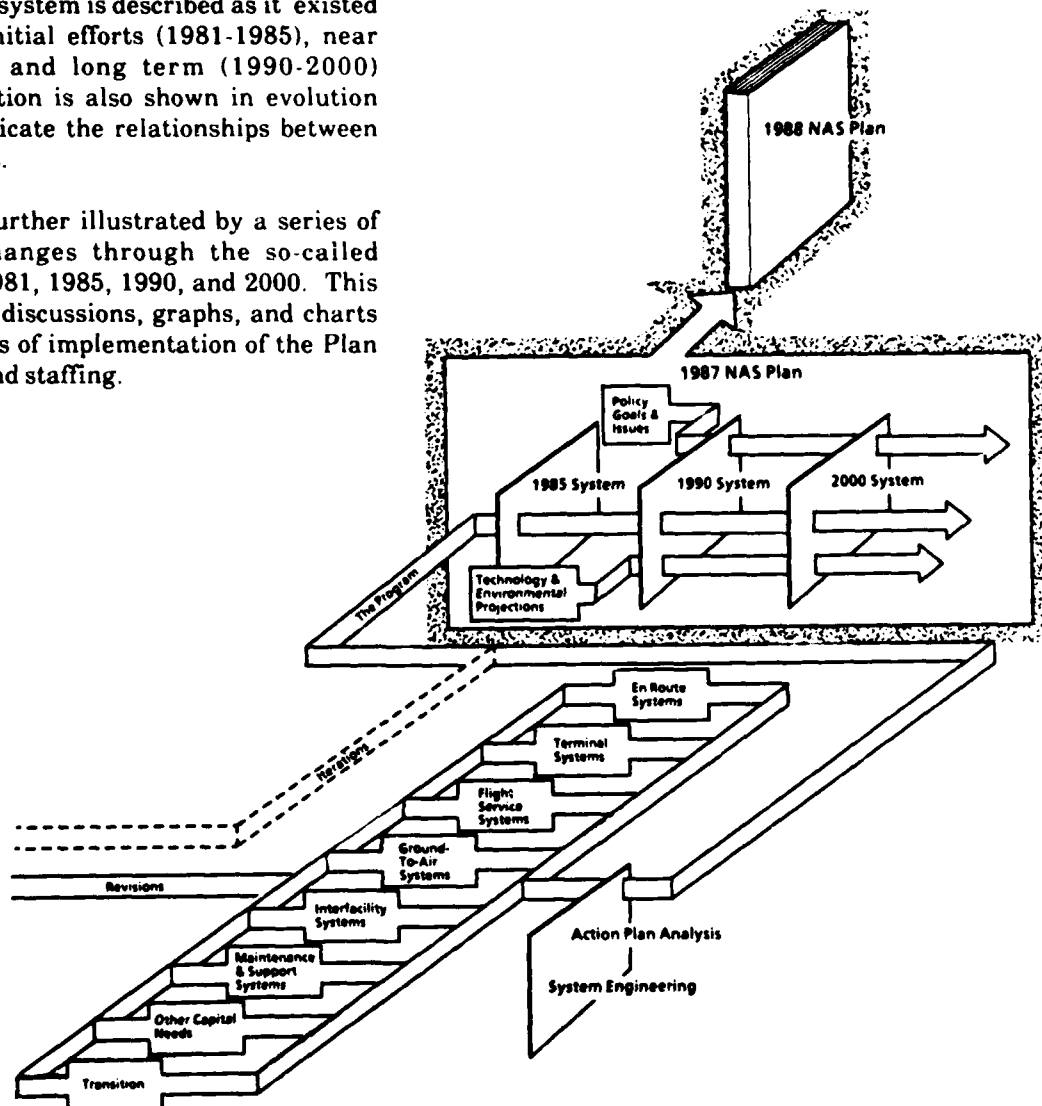 system is described as it existed
nitial efforts (1981-1985), near
and long term (1990-2000)
tion is also shown in evolution
icate the relationships between
.
urther illustrated by a series of
hanges through the so-called
981, 1985, 1990, and 2000. This
discussions, graphs, and charts
s of implementation of the Plan
nd staffing.
1988 NAS Plan
1987 NAS Plan
Policy
Goals &
Issues
1985 System
1990 System
2000 System
Technology &
Environmental
Projections
The Program
Iterations
Revisions
En Route
Systems
Terminal
Systems
Flight
Service
Systems
Ground-
To-Air
Systems
Interfacility
Systems
Maintenance
& Support
Systems
Other Capital
Needs
Transition
Action Plan Analysis
System Engineering